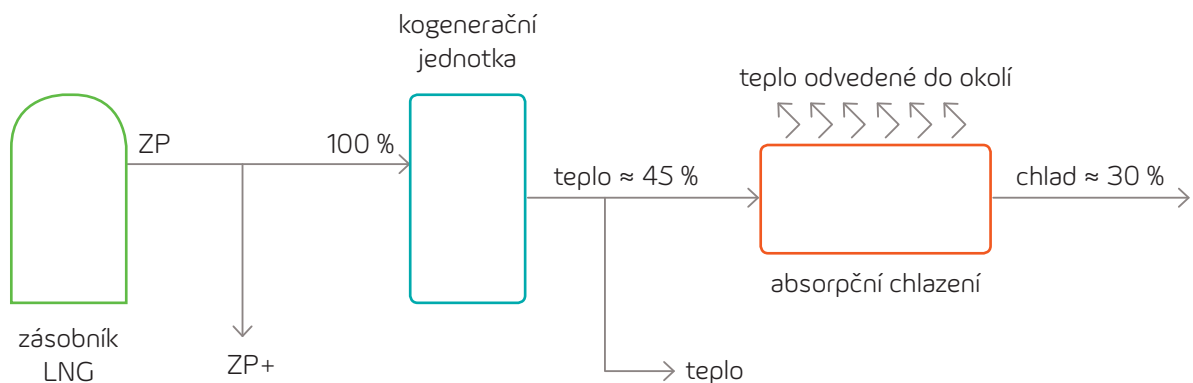 kogenerační
jednotka
teplo odvedené do okolí
ZP
100 %
teplo ≈ 45 %
chlad ≈ 30 %
absorpční chlazení
zásobník
LNG
ZP+
teplo